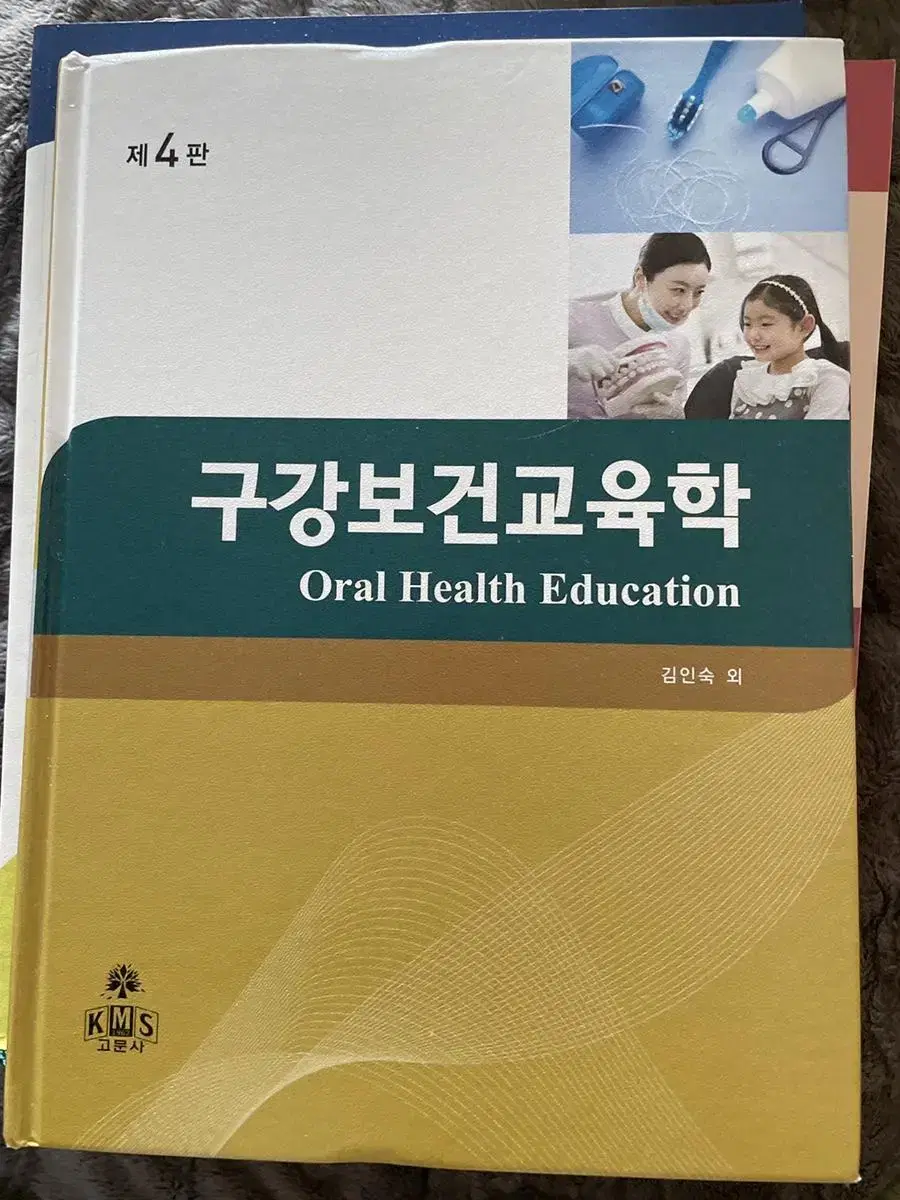 제4판
구강보건교육학
Oral Health Education
김인숙 외
KMS
1962
고문사